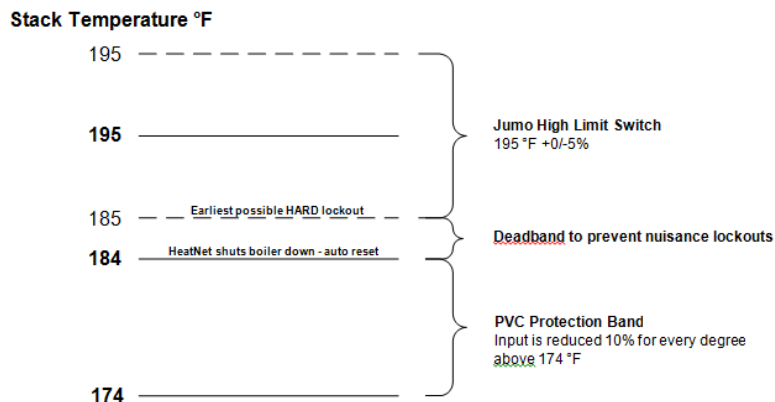 Stack Temperature °F
195
195
Jumo High Limit Switch
195 °F +0/-5%
Earliest possible HARD lockout
185
Deadband to prevent nuisance lockouts
HeatNet shuts boiler down - auto reset
184
PVC Protection Band
Input is reduced 10% for every degree
above 174 °F
174